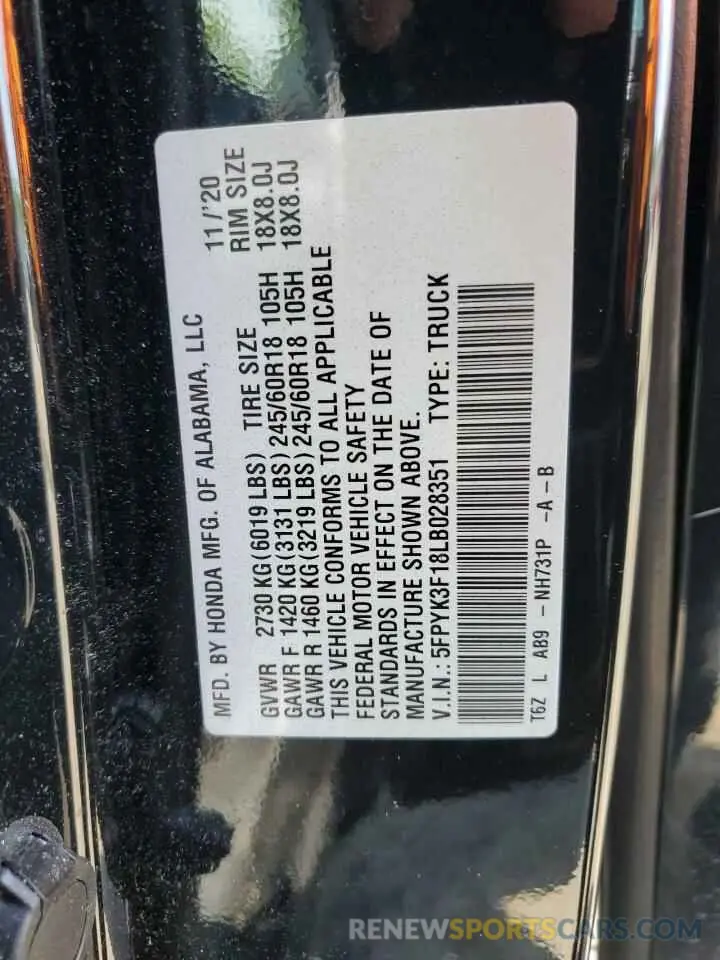 MFD. BY HONDA MFG. OF ALABAMA, LLC 11/'20
GVWR 2730 KG(6019 LBS) TIRE SIZE RIM SIZE
GAWR F 1420 KG(3131 LBS)245/60R18 105H 18X8.0J
GAWR R 1460 KG(3219 LBS)245/60R18 105H 18X8.0J
THIS VEHICLE CONFORMS TO ALL APPLICABLE
FEDERAL MOTOR VEHICLE SAFETY
STANDARDS IN EFFECT ON THE DATE OF
MANUFACTURE SHOWN ABOVE.
V.I.N.: 5FPYK3F18LB028351 TYPE: TRUCK
T6Z L AB9 - NH731P -A-B
RENEWSPORTSCARS.COM